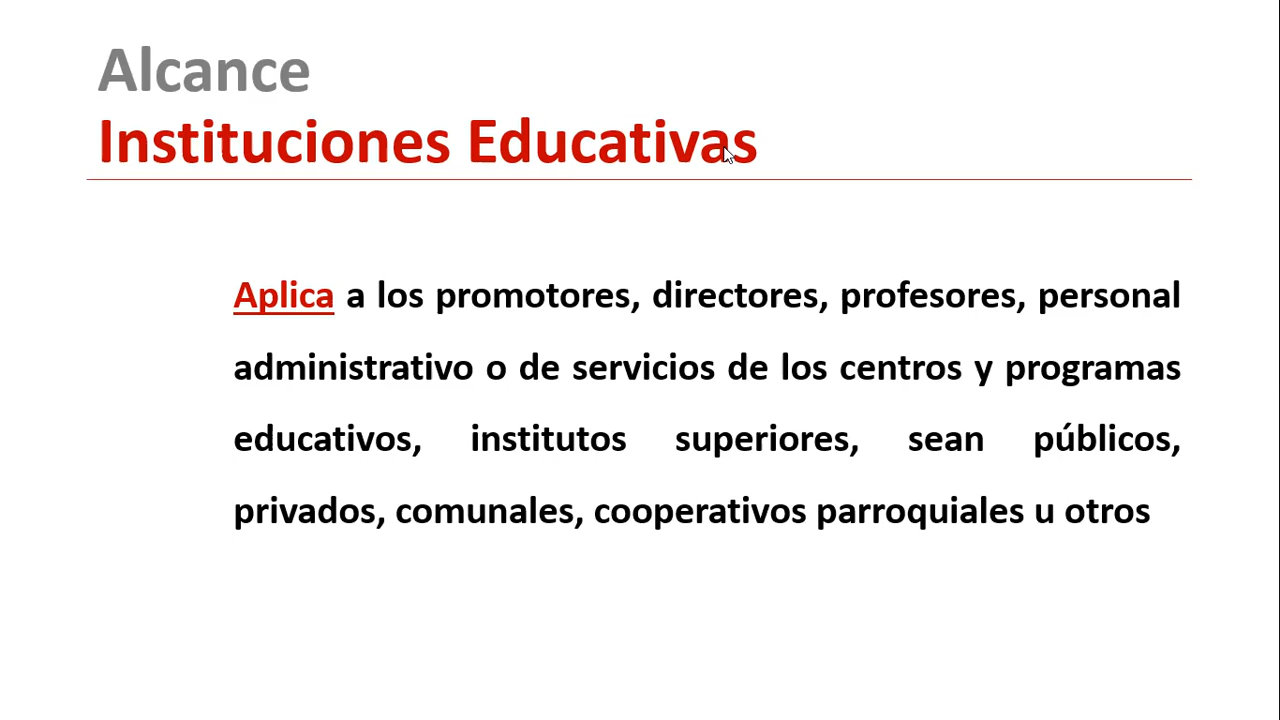 Alcance
Instituciones Educativas
Aplica a los promotores, directores, profesores, personal
administrativo o de servicios de los centros y programas
educativos, institutos superiores, sean públicos,
privados, comunales, cooperativos parroquiales u otros